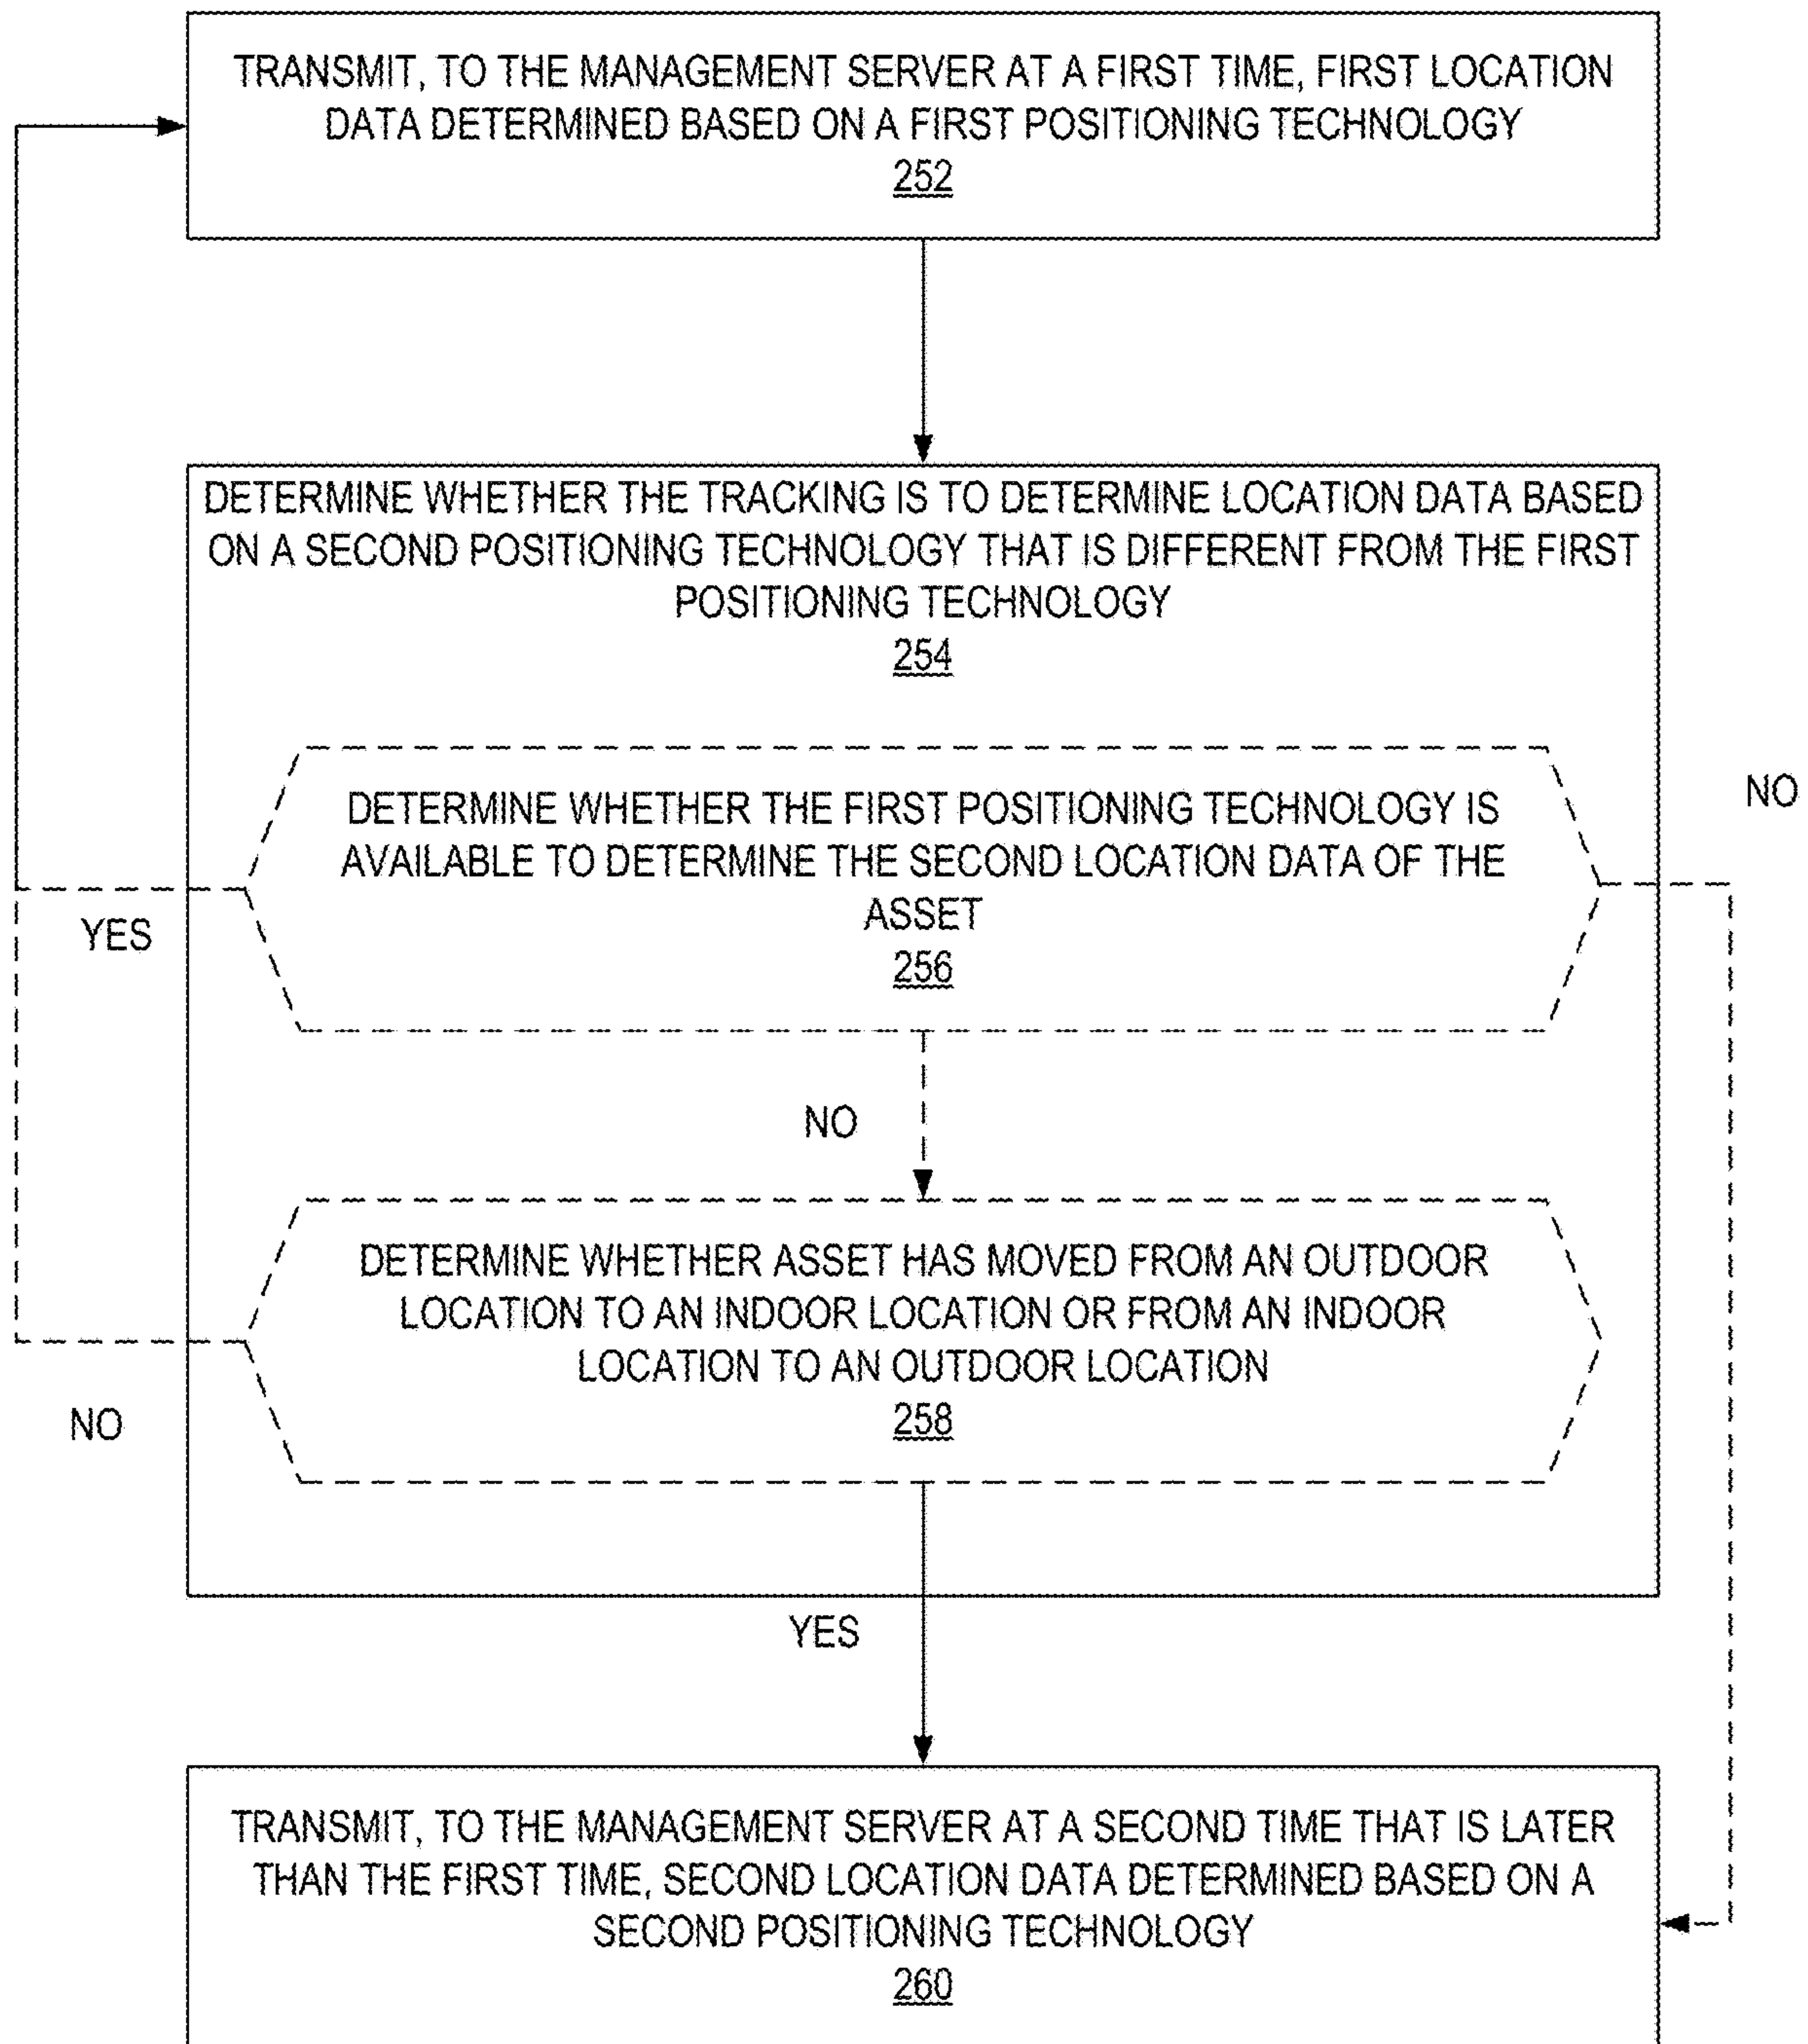 TRANSMIT, TO THE MANAGEMENT SERVER AT A FIRST TIME, FIRST LOCATION
DATA DETERMINED BASED ON A FIRST POSITIONING TECHNOLOGY
252
DETERMINE WHETHER THE TRACKING IS TO DETERMINE LOCATION DATA BASED
ON A SECOND POSITIONING TECHNOLOGY THAT IS DIFFERENT FROM THE FIRST
POSITIONING TECHNOLOGY
254
NO
DETERMINE WHETHER THE FIRST POSITIONING TECHNOLOGY IS
AVAILABLE TO DETERMINE THE SECOND LOCATION DATA OF THE
ASSET
256
YES
NO
DETERMINE WHETHER ASSET HAS MOVED FROM AN OUTDOOR
LOCATION TO AN INDOOR LOCATION OR FROM AN INDOOR
LOCATION TO AN OUTDOOR LOCATION
258
NO
YES
TRANSMIT, TO THE MANAGEMENT SERVER AT A SECOND TIME THAT IS LATER
THAN THE FIRST TIME, SECOND LOCATION DATA DETERMINED BASED ON A
SECOND POSITIONING TECHNOLOGY
260